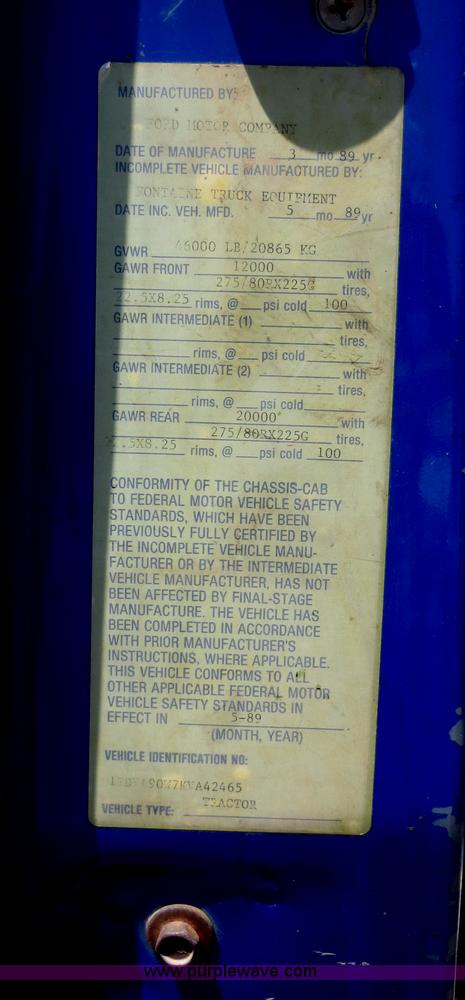 MANUFACTURED BY:
FORD MOTOR COMPANY
DATE OF MANUFACTURE 3 mo 89 yr.
INCOMPLETE VEHICLE MANUFACTURED BY:
FONTAINE TRUCK EQUIPMENT
DATE INC. VEH. MFD. 5 mo 89 yr
GVWR 46000 LB/20865 KG
GAWR FRONT 12000 with
275/80RX225G tires,
22.5X8.25 rims, @ psi cold 100
GAWR INTERMEDIATE (1) with
tires,
rims, @ psi cold
GAWR INTERMEDIATE (2) with
tires,
rims, @ psi cold
GAWR REAR 20000 with
275/80RX225G tires,
.5X8.25 rims, @ psi cold 100
CONFORMITY OF THE CHASSIS-CAB
TO FEDERAL MOTOR VEHICLE SAFETY
STANDARDS, WHICH HAVE BEEN
PREVIOUSLY FULLY CERTIFIED BY
THE INCOMPLETE VEHICLE MANU-
FACTURER OR BY THE INTERMEDIATE
VEHICLE MANUFACTURER, HAS NOT
BEEN AFFECTED BY FINAL-STAGE
MANUFACTURE. THE VEHICLE HAS
BEEN COMPLETED IN ACCORDANCE
WITH PRIOR MANUFACTURER'S
INSTRUCTIONS, WHERE APPLICABLE.
THIS VEHICLE CONFORMS TO ALL
OTHER APPLICABLE FEDERAL MOTOR
VEHICLE SAFETY STANDARDS IN
EFFECT IN 5-89
(MONTH, YEAR)
VEHICLE IDENTIFICATION NO:
VEHICLE TYPE: TRACTOR
www.purplewave.com